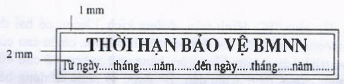 1 mm
THỜI HẠN BẢO VỆ BMNN
2 mm
Từ ngày.....tháng.....năm.......đến ngày.....tháng.....năm.......